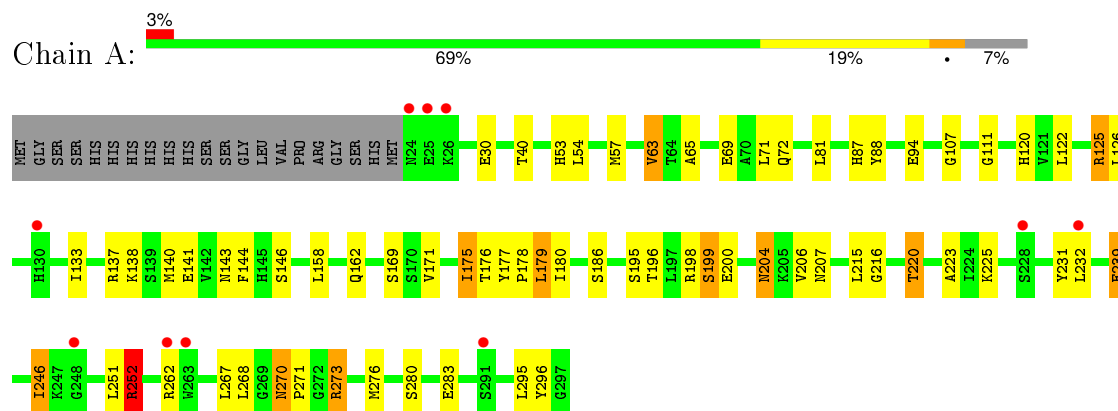 3%
Chain A:
69% 19% • 7%
MET GLY SER SER HIS HIS HIS HIS HIS HIS SER SER GLY LEU VAL PRO ARG GLY SER HIS MET N24 E25 K26 E30 T40 H53 L54 M57 V63 T64 A65 E69 A70 L71 Q72 L81 H87 Y88 E94 G107 G111 H120 V121 L122 R125 L126
H130 I133 R137 K138 S139 M140 E141 V142 N143 F144 H145 S146 L158 Q162 S169 S170 V171 I175 T176 Y177 P178 L179 I180 S186 S195 T196 L197 R198 S199 E200 N204 K205 V206 N207 L215 G216 T220 A223 I224 K225 S228 Y231 L232
I246 K247 G248 L251 R252 R262 W263 L267 L268 G269 N270 P271 G272 R273 M276 S280 E283 S291 L295 Y296 G297